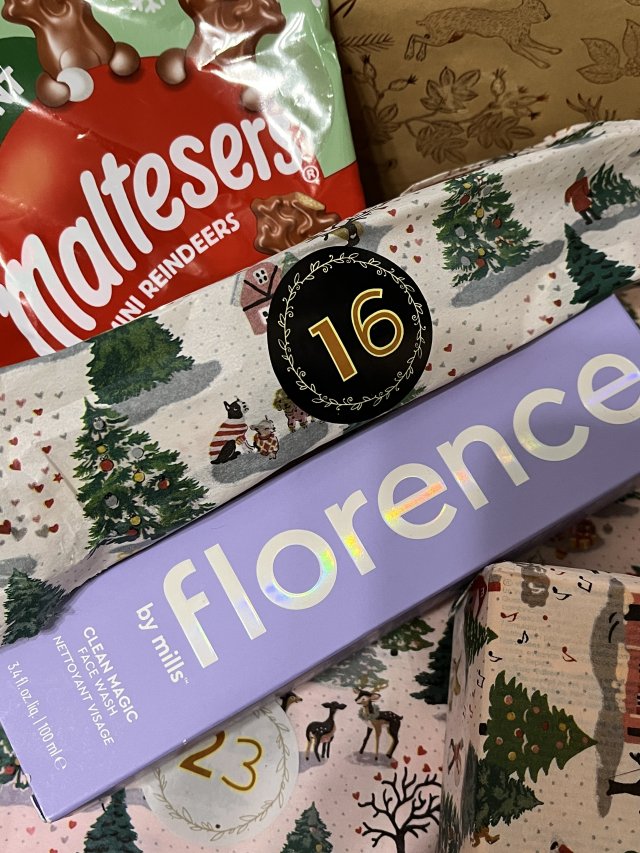 Maltesers®
MINI REINDEERS
16
florence
by mills™
CLEAN MAGIC
FACE WASH
NETTOYANT VISAGE
3.4 fl.oz.liq. | 100 ml ℮
23